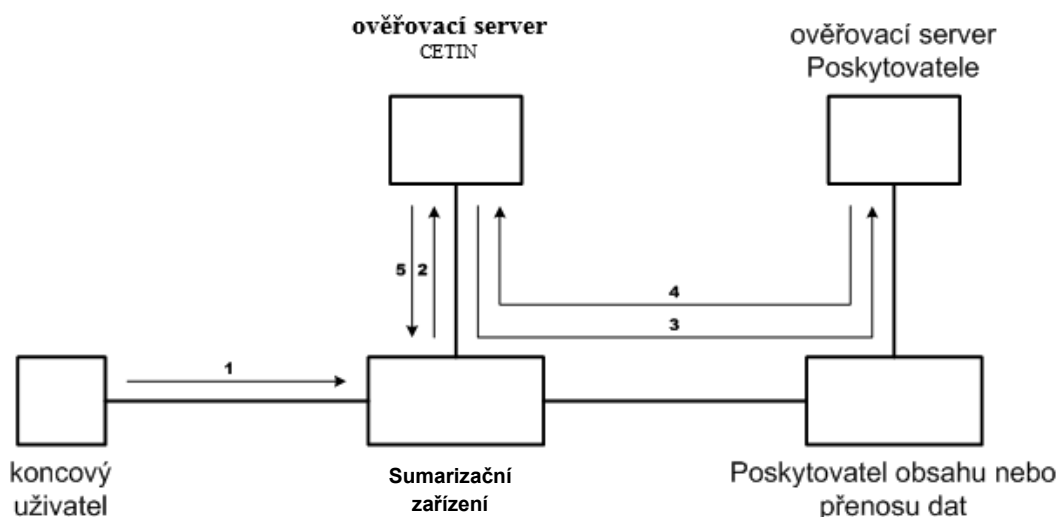 ověřovací server
CETIN
ověřovací server
Poskytovatele
5
2
4
3
1
koncový
uživatel
Sumarizační
zařízení
Poskytovatel obsahu nebo
přenosu dat